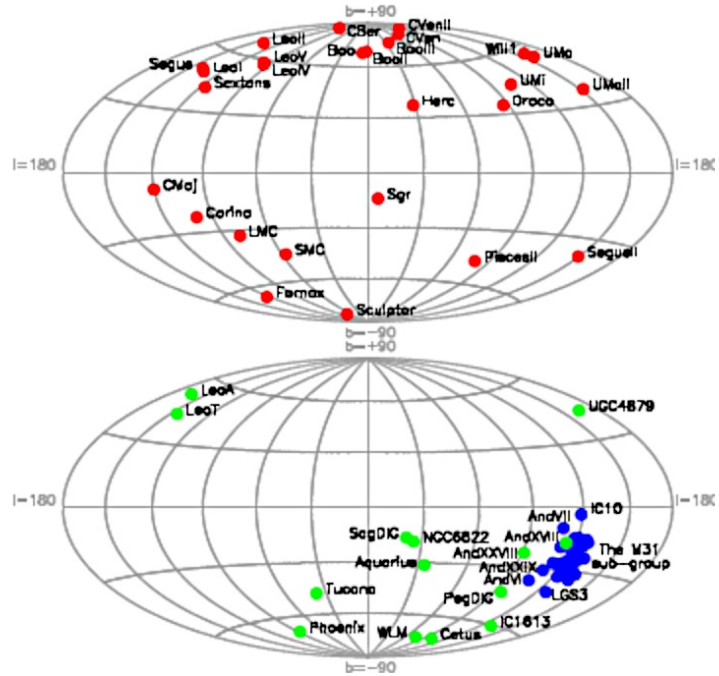 b=+90
CBer
CVenII
LeoII
CVen
BooIII
Boo
BooII
Wil1
UMa
LeoV
LeoIV
Segue
LeoI
Sextans
UMi
UMaII
Herc
Draco
l=180
l=180
CMaj
Sgr
Carina
LMC
SMC
PiscesII
SegueII
Fornax
Sculptor
b=-90
b=+90
LeoA
LeoT
UGC4879
l=180
l=180
IC10
AndVII
AndXVIII
SagDIG
NGC6822
AndXXVIII
The M31
sub-group
Aquarius
AndXXIX
AndVI
Tucana
PegDIG
LGS3
Phoenix
WLM
Cetus
IC1613
b=-90